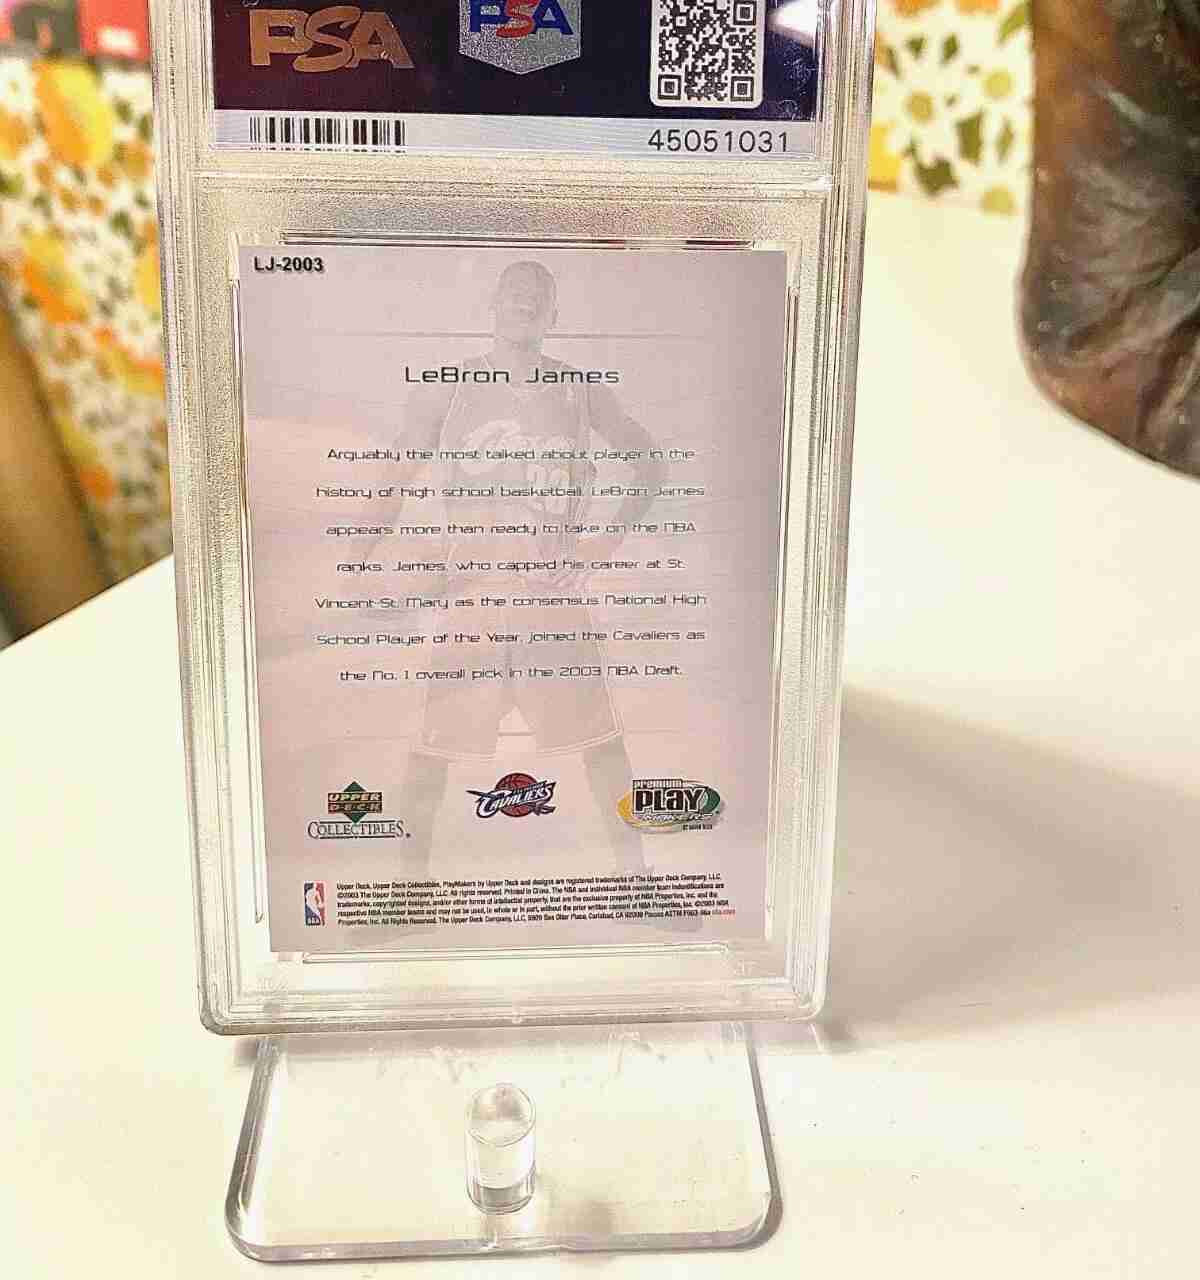 PSA
PSA
45051031
LJ-2003
LeBron James
Arguably the most talked about player in the
history of high school basketball, LeBron James
appears more than ready to take on the NBA
ranks. James, who capped his career at St.
Vincent-St. Mary as the consensus National High
School Player of the Year, joined the Cavaliers as
the No. 1 overall pick in the 2003 NBA Draft.
UPPER
DECK
COLLECTIBLES
CAVALIERS
PREMIUM
PLAY
MAKERS
NBA
Upper Deck, Upper Deck Collectibles, PlayMakers by Upper Deck and designs are registered trademarks of The Upper Deck Company, LLC.
©2003 The Upper Deck Company, LLC. All rights reserved. Printed in China. The NBA and individual NBA member team indentifications are
trademarks, copyrighted designs, and/or other forms of intellectual property, that are the exclusive property of NBA Properties, Inc. and the
respective NBA member teams and may not be used, in whole or in part, without the prior written consent of NBA Properties, Inc. ©2003 NBA
Properties, Inc. All Rights Reserved. The Upper Deck Company, LLC, 5909 Sea Otter Place, Carlsbad, CA 92008 ASTM F963-96a nba.com